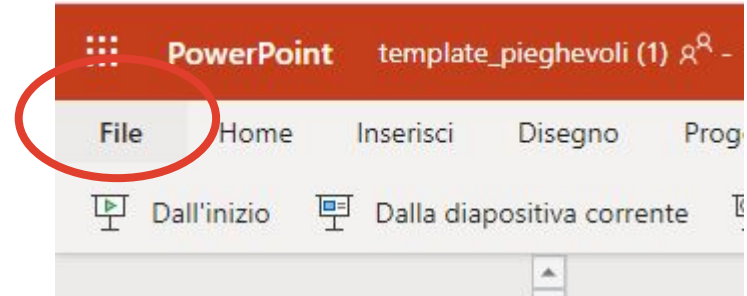 PowerPoint template_pieghevoli (1) -
File Home Inserisci Disegno
Dall'inizio Dalla diapositiva corrente